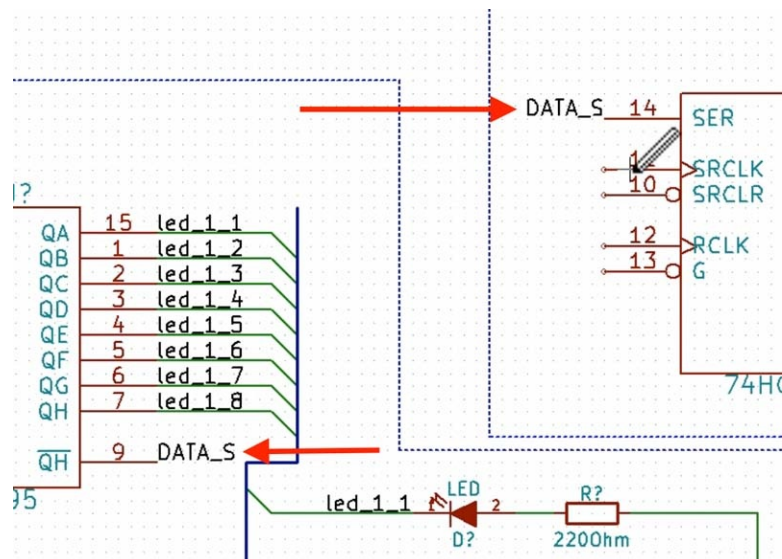 DATA_S 14 SER
SRCLK
10 SRCLR
12 RCLK
13 G
74HC
?
QA 15 led_1_1
QB 1 led_1_2
QC 2 led_1_3
QD 3 led_1_4
QE 4 led_1_5
QF 5 led_1_6
QG 6 led_1_7
QH 7 led_1_8
QH 9 DATA_S
95
led_1_1 1 LED 2 R?
D? 220Ohm